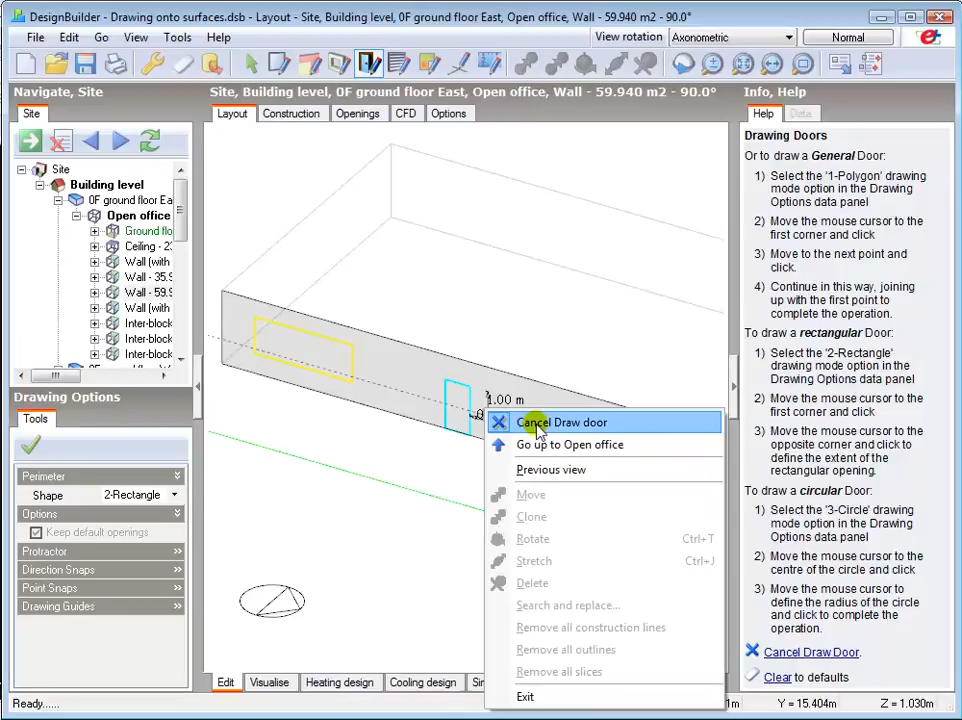 DesignBuilder - Drawing onto surfaces.dsb - Layout - Site, Building level, 0F ground floor East, Open office, Wall - 59.940 m2 - 90.0°
File Edit Go View Tools Help
View rotation Axonometric Normal
Navigate, Site
Site, Building level, 0F ground floor East, Open office, Wall - 59.940 m2 - 90.0°
Info, Help
Site
Layout Construction Openings CFD Options
Help Data
Site
Building level
0F ground floor Ea
Open office
Ground flo
Ceiling - 23
Wall (with
Wall - 35.9
Wall - 59.9
Wall (with
Inter-block
Inter-block
Inter-block
Drawing Options
Tools
Perimeter
Shape 2-Rectangle
Options
Keep default openings
Protractor
Direction Snaps
Point Snaps
Drawing Guides
1.00 m
Cancel Draw door
Go up to Open office
Previous view
Move
Clone
Rotate Ctrl+T
Stretch Ctrl+J
Delete
Search and replace...
Remove all construction lines
Remove all outlines
Remove all slices
Exit
Drawing Doors
Or to draw a General Door:
1) Select the '1-Polygon' drawing
mode option in the Drawing
Options data panel
2) Move the mouse cursor to the
first corner and click
3) Move to the next point and
click.
4) Continue in this way, joining
up with the first point to
complete the operation.
To draw a rectangular Door:
1) Select the '2-Rectangle'
drawing mode option in the
Drawing Options data panel
2) Move the mouse cursor to the
first corner and click
3) Move the mouse cursor to the
opposite corner and click to
define the extent of the
rectangular opening.
To draw a circular Door:
1) Select the '3-Circle' drawing
mode option in the Drawing
Options data panel
2) Move the mouse cursor to the
centre of the circle and click
3) Move the mouse cursor to
define the radius of the circle
and click to complete the
operation.
Cancel Draw Door.
Clear to defaults
Edit Visualise Heating design Cooling design
Ready....
Y = 15.404m Z = 1.030m